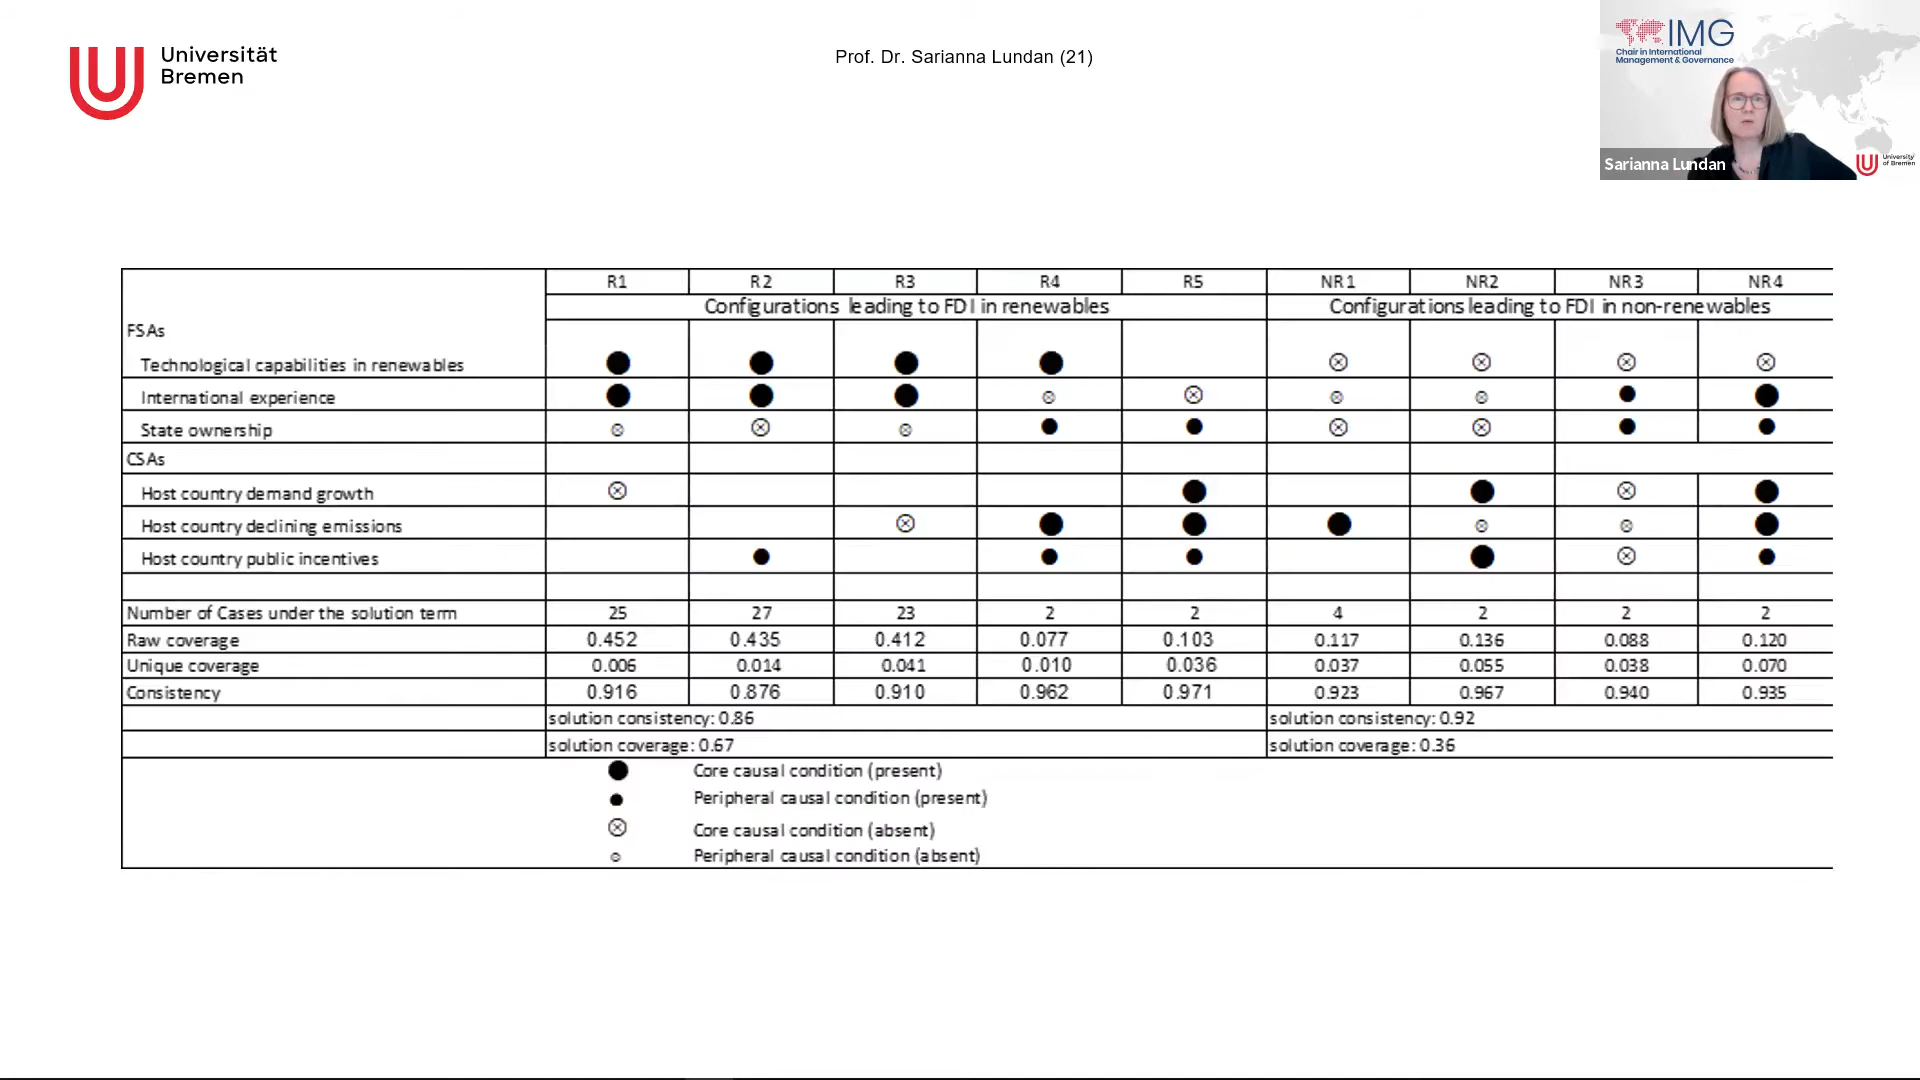 Universität
Bremen
Prof. Dr. Sarianna Lundan (21)
IMG
Chair in International
Management & Governance
Sarianna Lundan
University
of Bremen
R1 R2 R3 R4 R5 NR1 NR2 NR3 NR4
Configurations leading to FDI in renewables Configurations leading to FDI in non-renewables
FSAs
Technological capabilities in renewables
International experience
State ownership
CSAs
Host country demand growth
Host country declining emissions
Host country public incentives
Number of Cases under the solution term 25 27 23 2 2 4 2 2 2
Raw coverage 0.452 0.435 0.412 0.077 0.103 0.117 0.136 0.088 0.120
Unique coverage 0.006 0.014 0.041 0.010 0.036 0.037 0.055 0.038 0.070
Consistency 0.916 0.876 0.910 0.962 0.971 0.923 0.967 0.940 0.935
solution consistency: 0.86 solution consistency: 0.92
solution coverage: 0.67 solution coverage: 0.36
Core causal condition (present)
Peripheral causal condition (present)
Core causal condition (absent)
Peripheral causal condition (absent)